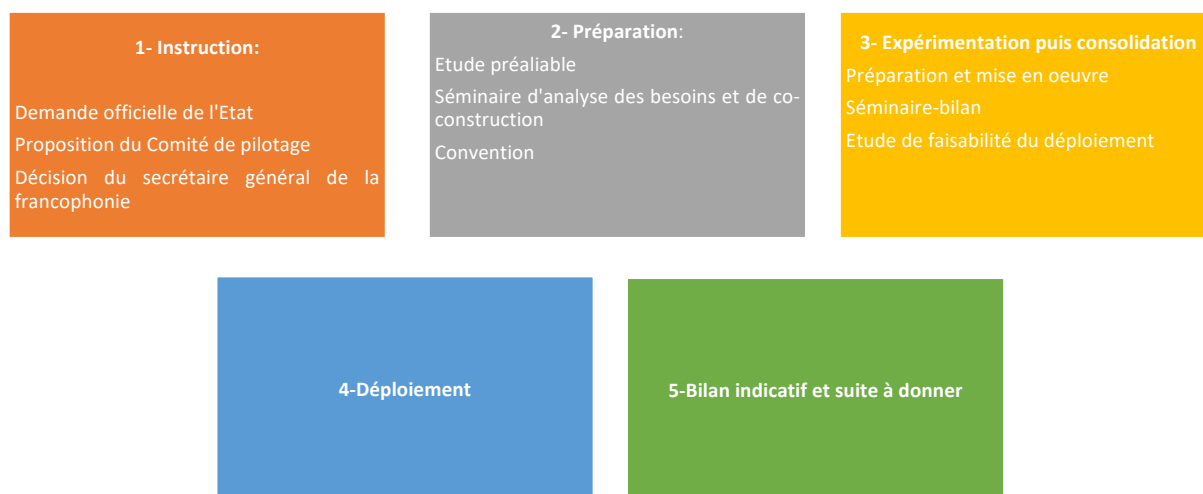 1- Instruction:
Demande officielle de l'Etat
Proposition du Comité de pilotage
Décision du secrétaire général de la
francophonie
2- Préparation:
Etude préaliable
Séminaire d'analyse des besoins et de co-
construction
Convention
3- Expérimentation puis consolidation
Préparation et mise en oeuvre
Séminaire-bilan
Etude de faisabilité du déploiement
4-Déploiement
5-Bilan indicatif et suite à donner